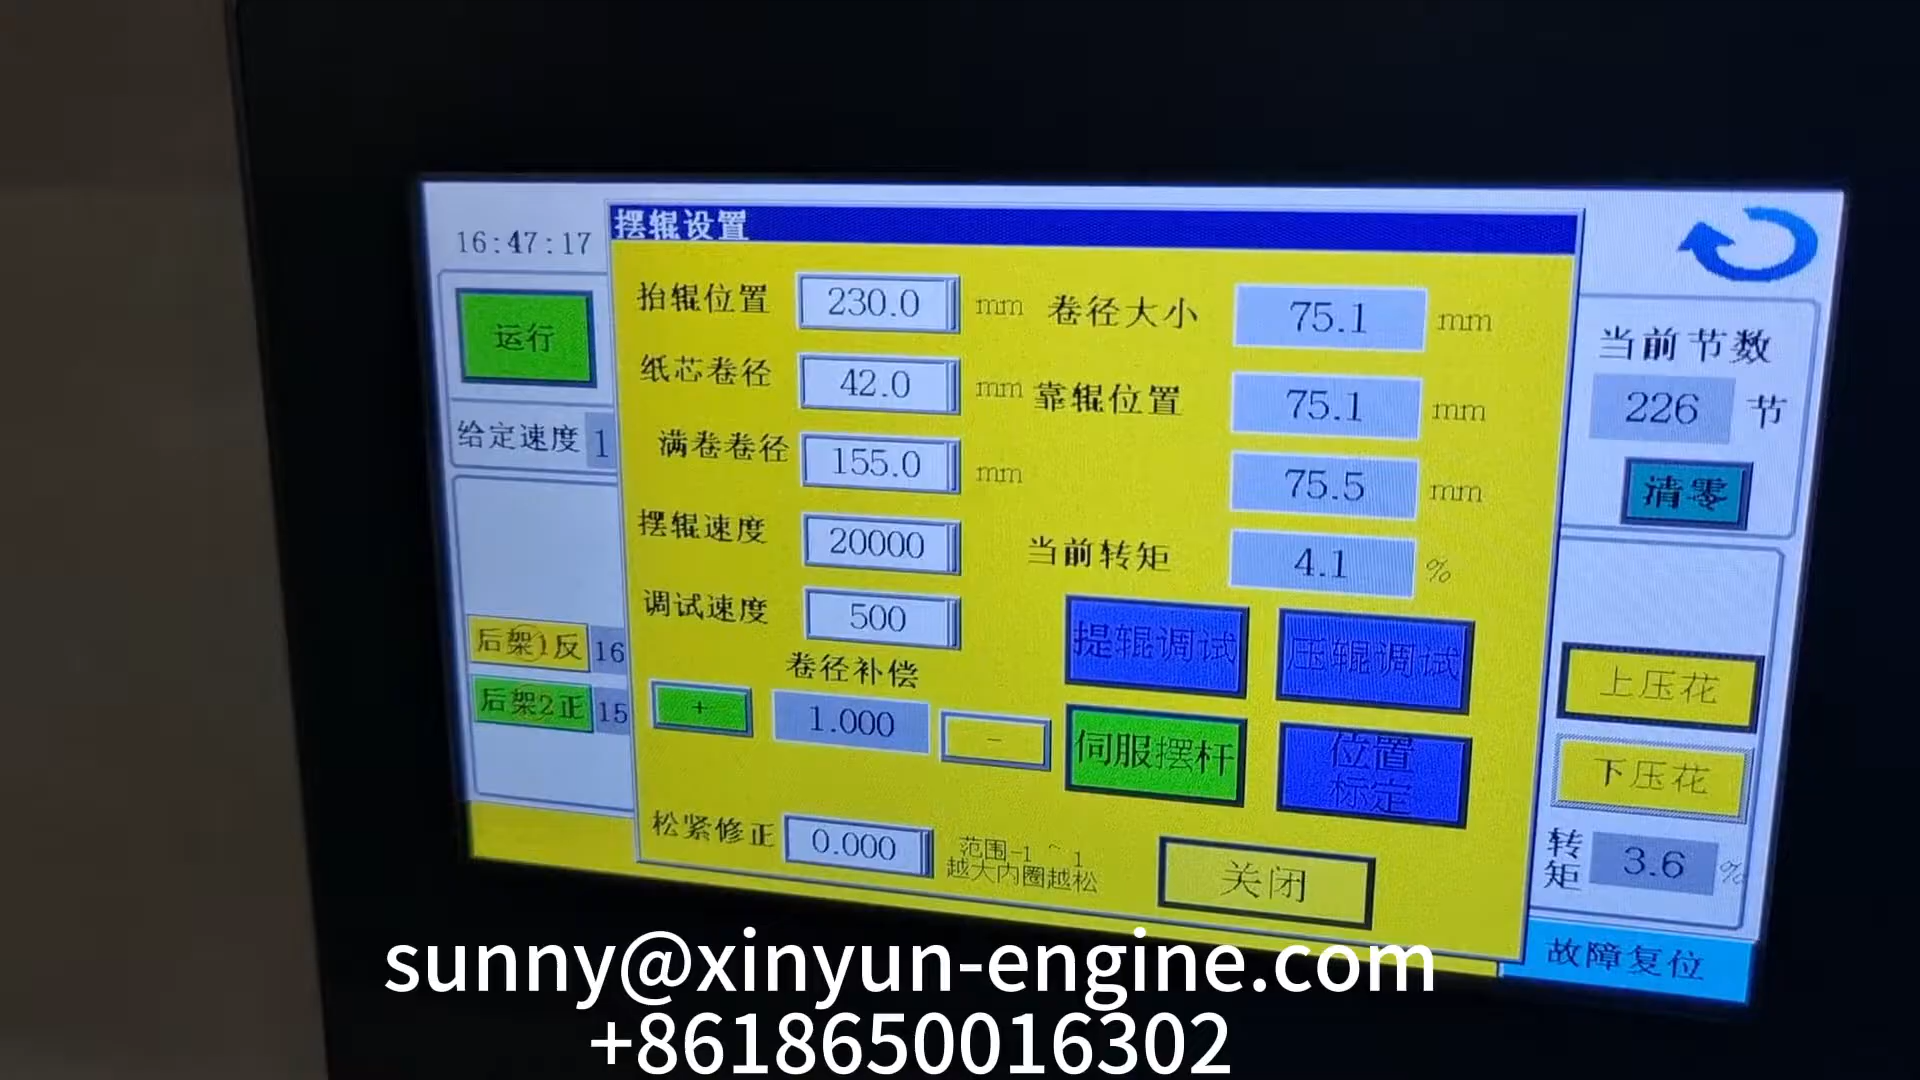 16:47:17
摆辊设置
运行
给定速度 1
后架1反 16
后架2正 15
抬辊位置 230.0 mm
纸芯卷径 42.0 mm
满卷卷径 155.0 mm
摆辊速度 20000
调试速度 500
卷径补偿
+ 1.000 -
松紧修正 0.000
范围-1 ~ 1
越大内圈越松
卷径大小 75.1 mm
靠辊位置 75.1 mm
75.5 mm
当前转矩 4.1 %
提辊调试 压辊调试
伺服摆杆 位置标定
关闭
当前节数
226 节
清零
上压花
下压花
转矩 3.6 %
故障复位
sunny@xinyun-engine.com
+8618650016302